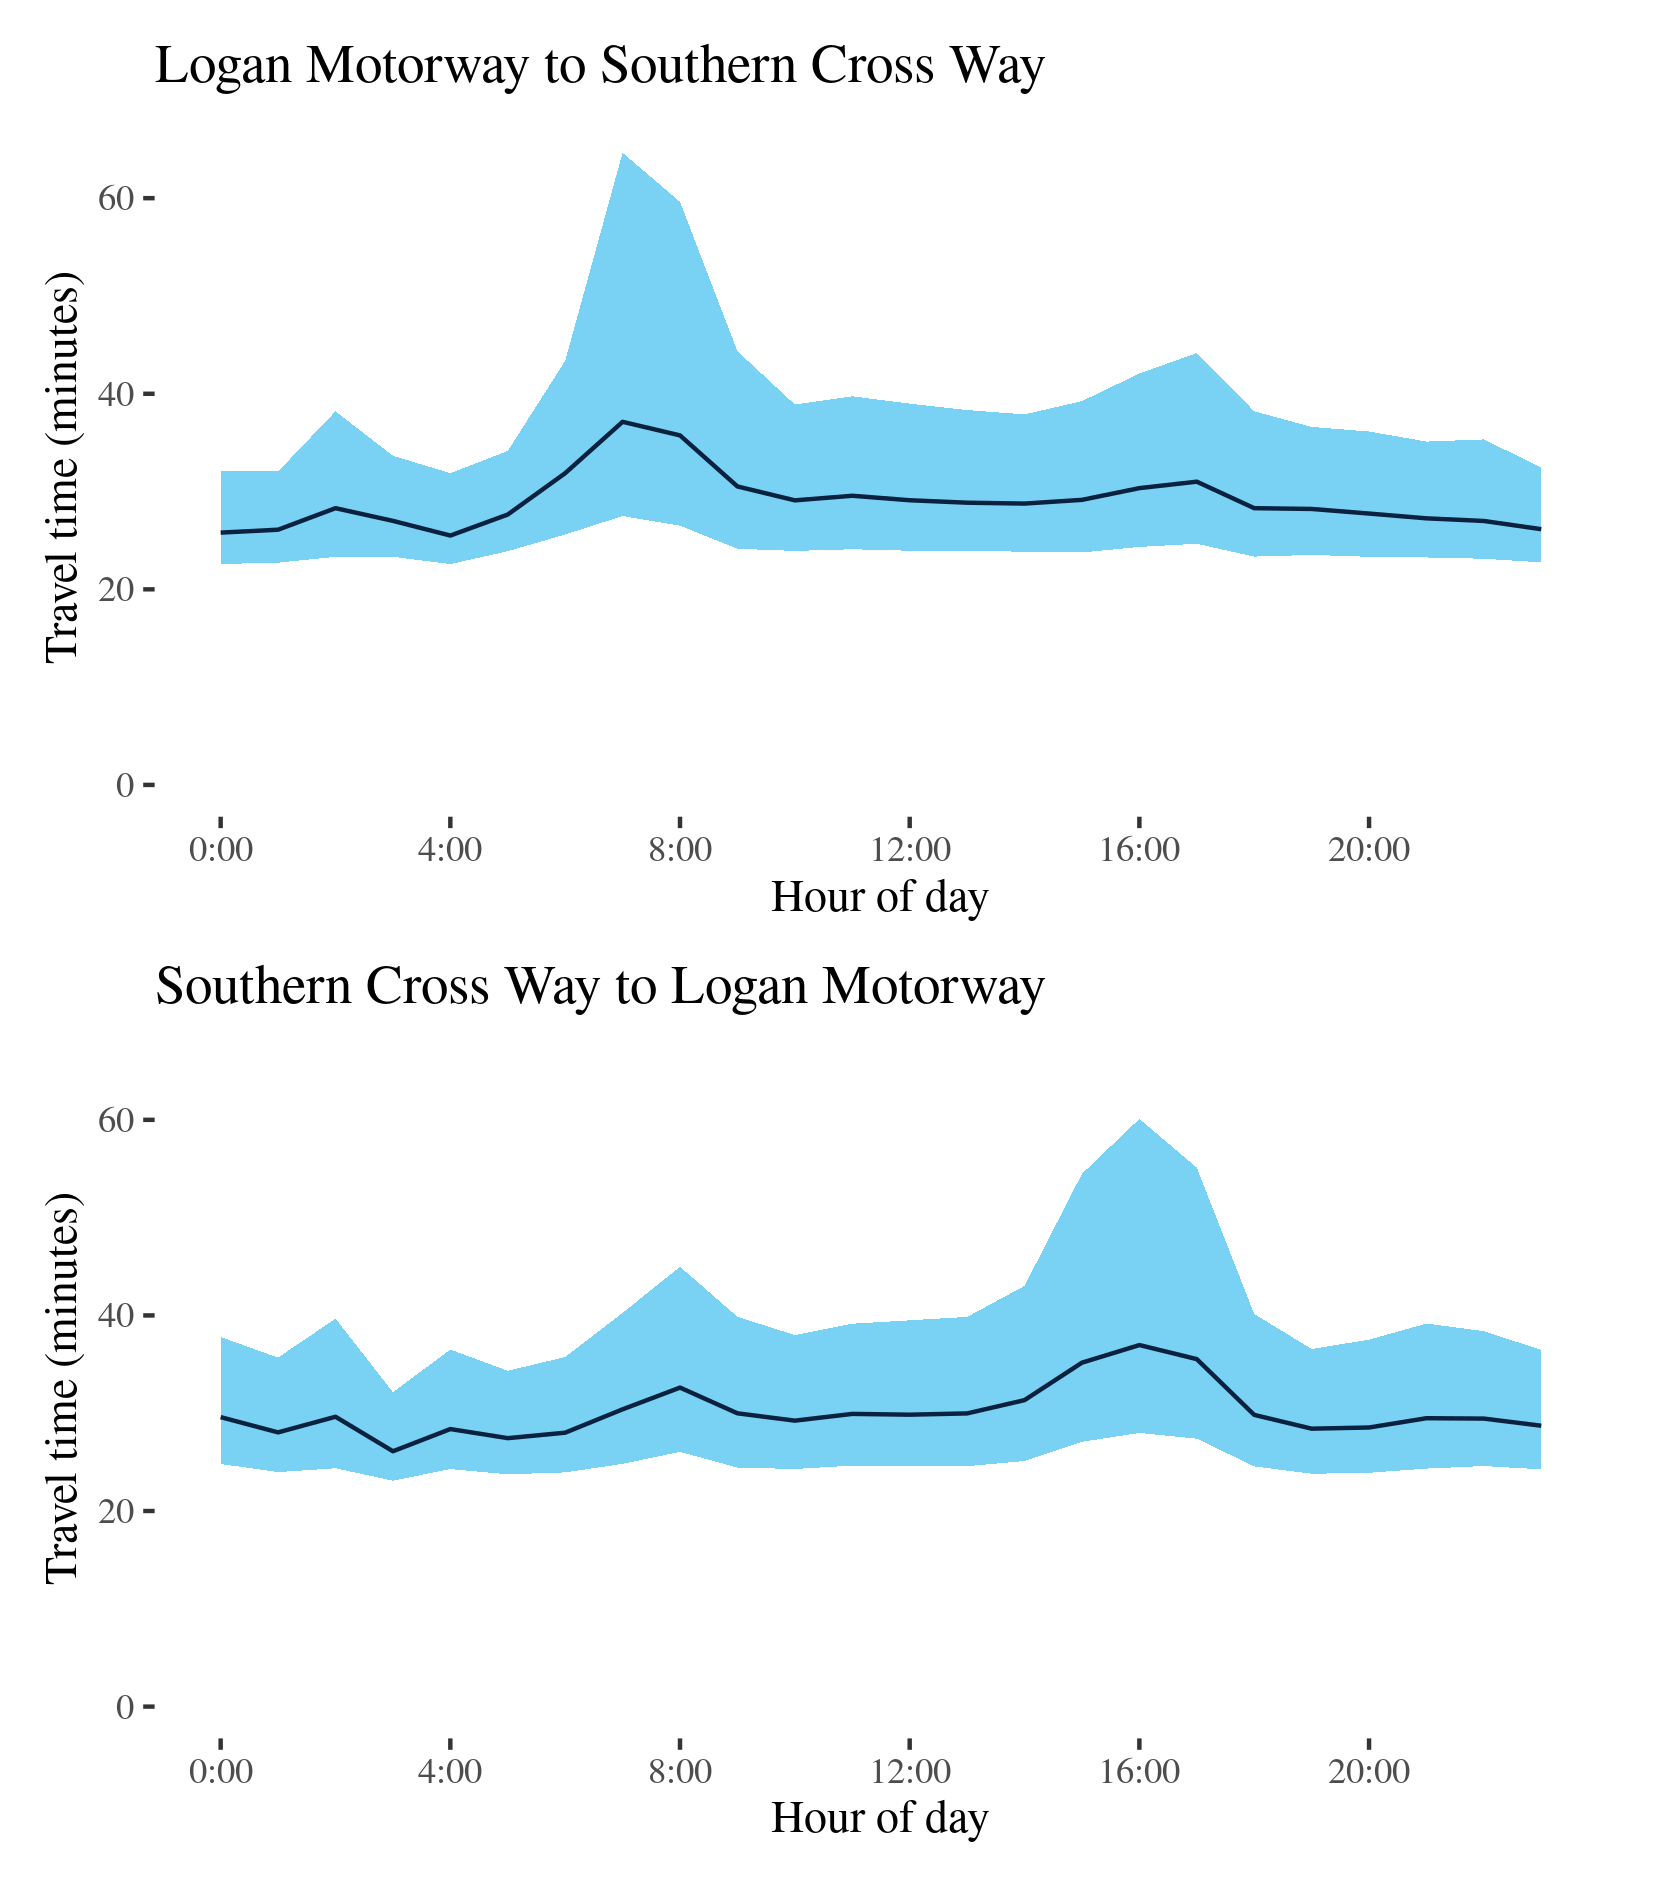 Logan Motorway to Southern Cross Way
Travel time (minutes)
60
40
20
0
0:00 4:00 8:00 12:00 16:00 20:00
Hour of day
Southern Cross Way to Logan Motorway
Travel time (minutes)
60
40
20
0
0:00 4:00 8:00 12:00 16:00 20:00
Hour of day